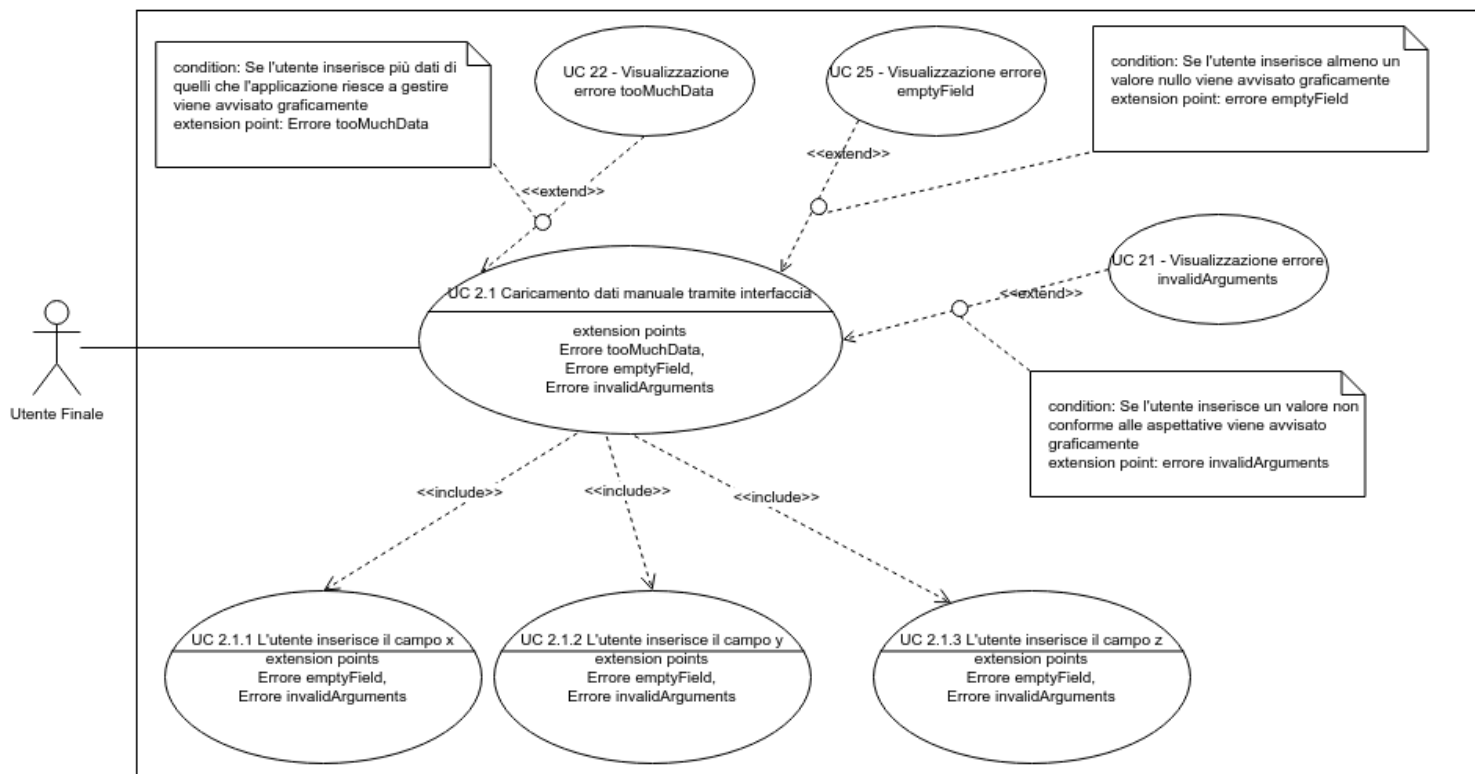 condition: Se l'utente inserisce più dati di
quelli che l'applicazione riesce a gestire
viene avvisato graficamente
extension point: Errore tooMuchData
UC 22 - Visualizzazione
errore tooMuchData
UC 25 - Visualizzazione errore
emptyField
condition: Se l'utente inserisce almeno un
valore nullo viene avvisato graficamente
extension point: errore emptyField
<<extend>>
<<extend>>
UC 21 - Visualizzazione errore
invalidArguments
<<extend>>
UC 2.1 Caricamento dati manuale tramite interfaccia
extension points
Errore tooMuchData,
Errore emptyField,
Errore invalidArguments
Utente Finale
condition: Se l'utente inserisce un valore non
conforme alle aspettative viene avvisato
graficamente
extension point: errore invalidArguments
<<include>>
<<include>>
<<include>>
UC 2.1.1 L'utente inserisce il campo x
extension points
Errore emptyField,
Errore invalidArguments
UC 2.1.2 L'utente inserisce il campo y
extension points
Errore emptyField,
Errore invalidArguments
UC 2.1.3 L'utente inserisce il campo z
extension points
Errore emptyField,
Errore invalidArguments